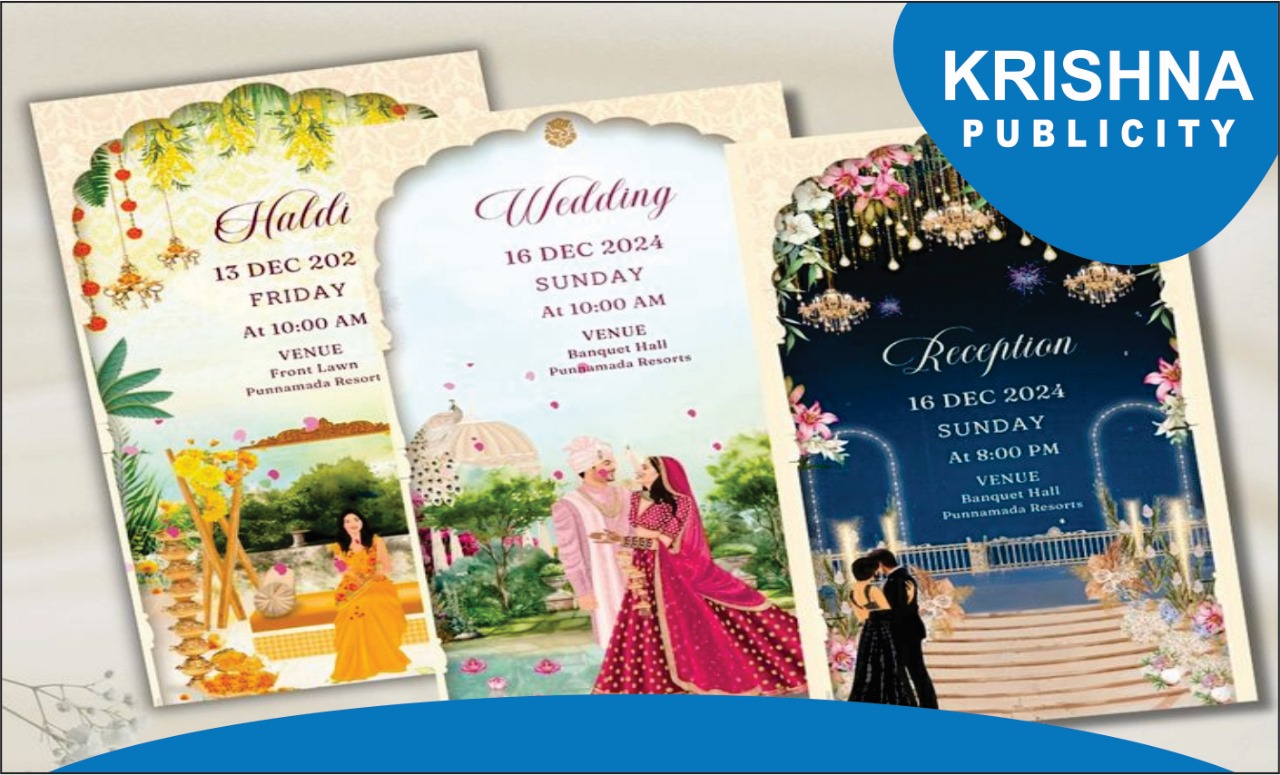 KRISHNA
PUBLICITY
Haldi
13 DEC 202
FRIDAY
At 10:00 AM
VENUE
Front Lawn
Punnamada Resort
Wedding
16 DEC 2024
SUNDAY
At 10:00 AM
VENUE
Banquet Hall
Punnamada Resorts
Reception
16 DEC 2024
SUNDAY
At 8:00 PM
VENUE
Banquet Hall
Punnamada Resorts